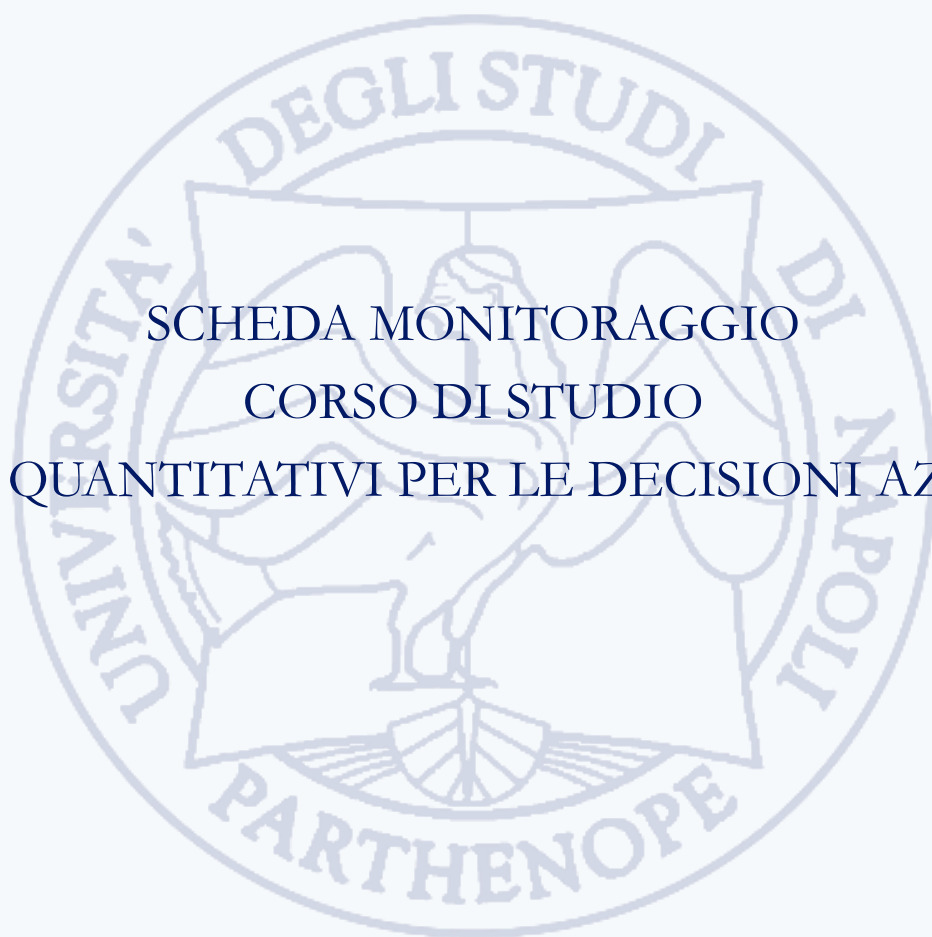 UNIVERSITA' DEGLI STUDI DI NAPOLI
PARTHENOPE
SCHEDA MONITORAGGIO
CORSO DI STUDIO
QUANTITATIVI PER LE DECISIONI AZ